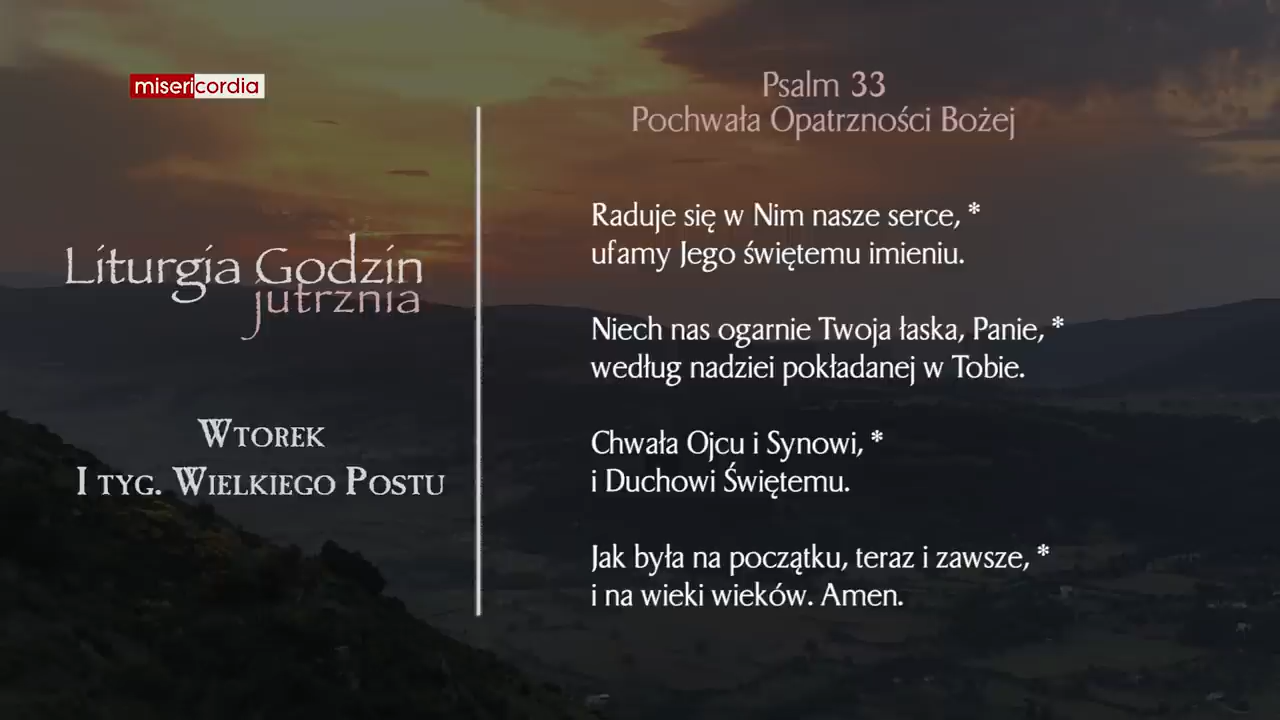 misericordia
Liturgia Godzin
jutrznia
Wtorek
I tyg. Wielkiego Postu
Psalm 33
Pochwała Opatrzności Bożej
Raduje się w Nim nasze serce, *
ufamy Jego świętemu imieniu.
Niech nas ogarnie Twoja łaska, Panie, *
według nadziei pokładanej w Tobie.
Chwała Ojcu i Synowi, *
i Duchowi Świętemu.
Jak była na początku, teraz i zawsze, *
i na wieki wieków. Amen.